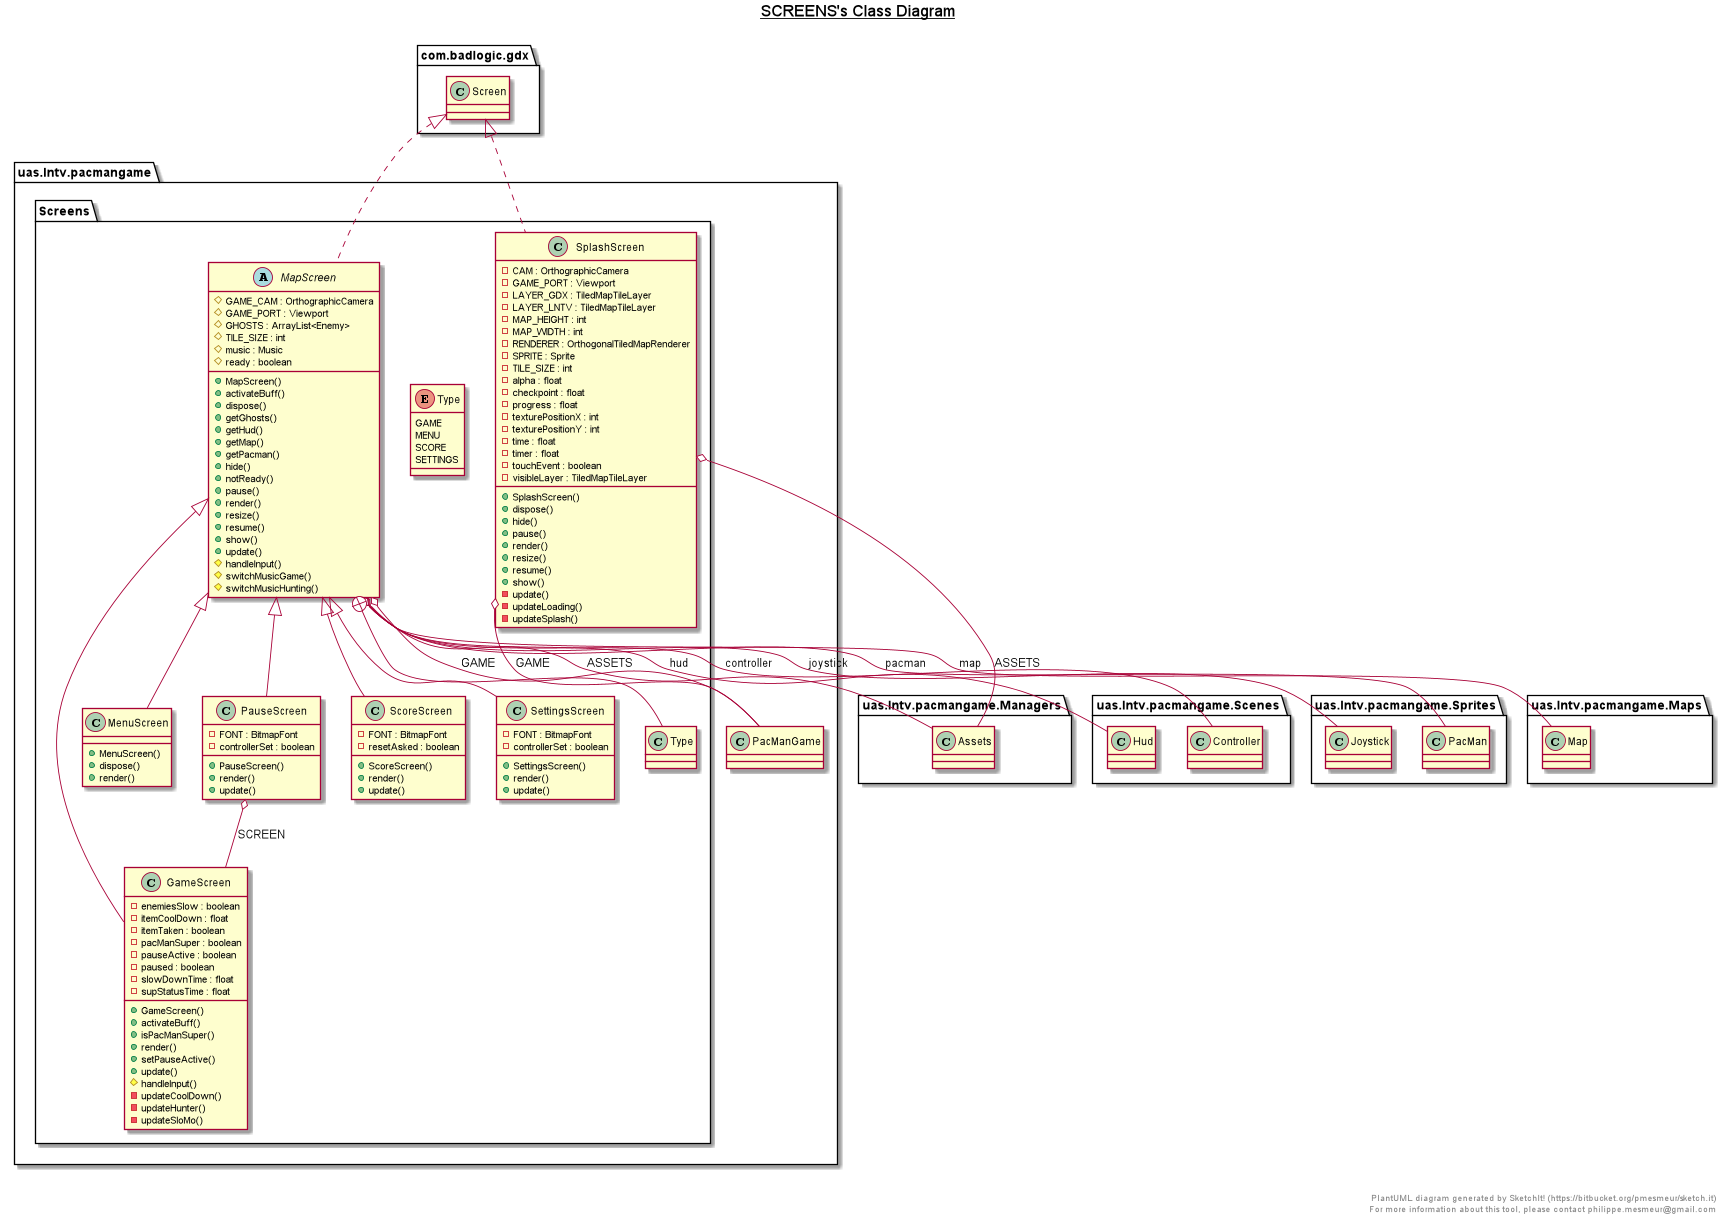 SCREENS's Class Diagram
com.badlogic.gdx
C Screen
uas.lntv.pacmangame
Screens
A MapScreen
GAME_CAM : OrthographicCamera
GAME_PORT : Viewport
GHOSTS : ArrayList<Enemy>
TILE_SIZE : int
music : Music
ready : boolean
MapScreen()
activateBuff()
dispose()
getGhosts()
getHud()
getMap()
getPacman()
hide()
notReady()
pause()
render()
resize()
resume()
show()
update()
handleInput()
switchMusicGame()
switchMusicHunting()
E Type
GAME
MENU
SCORE
SETTINGS
C SplashScreen
CAM : OrthographicCamera
GAME_PORT : Viewport
LAYER_GDX : TiledMapTileLayer
LAYER_LNTV : TiledMapTileLayer
MAP_HEIGHT : int
MAP_WIDTH : int
RENDERER : OrthogonalTiledMapRenderer
SPRITE : Sprite
TILE_SIZE : int
alpha : float
checkpoint : float
progress : float
texturePositionX : int
texturePositionY : int
time : float
timer : float
touchEvent : boolean
visibleLayer : TiledMapTileLayer
SplashScreen()
dispose()
hide()
pause()
render()
resize()
resume()
show()
update()
updateLoading()
updateSplash()
GAME
GAME
ASSETS
hud
controller
joystick
pacman
map
ASSETS
C MenuScreen
MenuScreen()
dispose()
render()
C PauseScreen
FONT : BitmapFont
controllerSet : boolean
PauseScreen()
render()
update()
C ScoreScreen
FONT : BitmapFont
resetAsked : boolean
ScoreScreen()
render()
update()
C SettingsScreen
FONT : BitmapFont
controllerSet : boolean
SettingsScreen()
render()
update()
C Type
C PacManGame
uas.lntv.pacmangame.Managers
C Assets
uas.lntv.pacmangame.Scenes
C Hud
C Controller
uas.lntv.pacmangame.Sprites
C Joystick
C PacMan
uas.lntv.pacmangame.Maps
C Map
SCREEN
C GameScreen
enemiesSlow : boolean
itemCoolDown : float
itemTaken : boolean
pacManSuper : boolean
pauseActive : boolean
paused : boolean
slowDownTime : float
supStatusTime : float
GameScreen()
activateBuff()
isPacManSuper()
render()
setPauseActive()
update()
handleInput()
updateCoolDown()
updateHunter()
updateSloMo()
PlantUML diagram generated by SketchIt! (https://bitbucket.org/pmesmeur/sketch.it)
For more information about this tool, please contact philippe.mesmeur@gmail.com